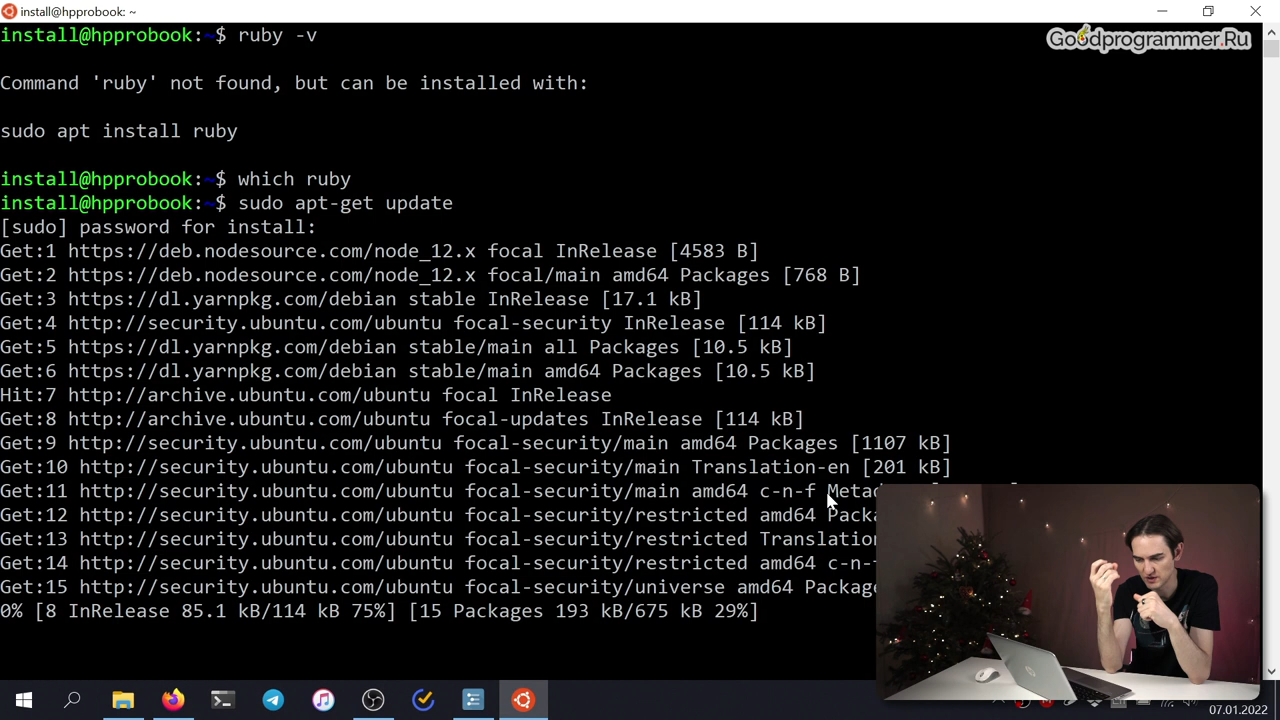 install@hpprobook: ~
install@hpprobook:~$ ruby -v
Goodprogrammer.Ru
Command 'ruby' not found, but can be installed with:
sudo apt install ruby
install@hpprobook:~$ which ruby
install@hpprobook:~$ sudo apt-get update
[sudo] password for install:
Get:1 https://deb.nodesource.com/node_12.x focal InRelease [4583 B]
Get:2 https://deb.nodesource.com/node_12.x focal/main amd64 Packages [768 B]
Get:3 https://dl.yarnpkg.com/debian stable InRelease [17.1 kB]
Get:4 http://security.ubuntu.com/ubuntu focal-security InRelease [114 kB]
Get:5 https://dl.yarnpkg.com/debian stable/main all Packages [10.5 kB]
Get:6 https://dl.yarnpkg.com/debian stable/main amd64 Packages [10.5 kB]
Hit:7 http://archive.ubuntu.com/ubuntu focal InRelease
Get:8 http://archive.ubuntu.com/ubuntu focal-updates InRelease [114 kB]
Get:9 http://security.ubuntu.com/ubuntu focal-security/main amd64 Packages [1107 kB]
Get:10 http://security.ubuntu.com/ubuntu focal-security/main Translation-en [201 kB]
Get:11 http://security.ubuntu.com/ubuntu focal-security/main amd64 c-n-f
Get:12 http://security.ubuntu.com/ubuntu focal-security/restricted amd64
Get:13 http://security.ubuntu.com/ubuntu focal-security/restricted Translation
Get:14 http://security.ubuntu.com/ubuntu focal-security/restricted amd64
Get:15 http://security.ubuntu.com/ubuntu focal-security/universe amd64
0% [8 InRelease 85.1 kB/114 kB 75%] [15 Packages 193 kB/675 kB 29%]
07.01.2022